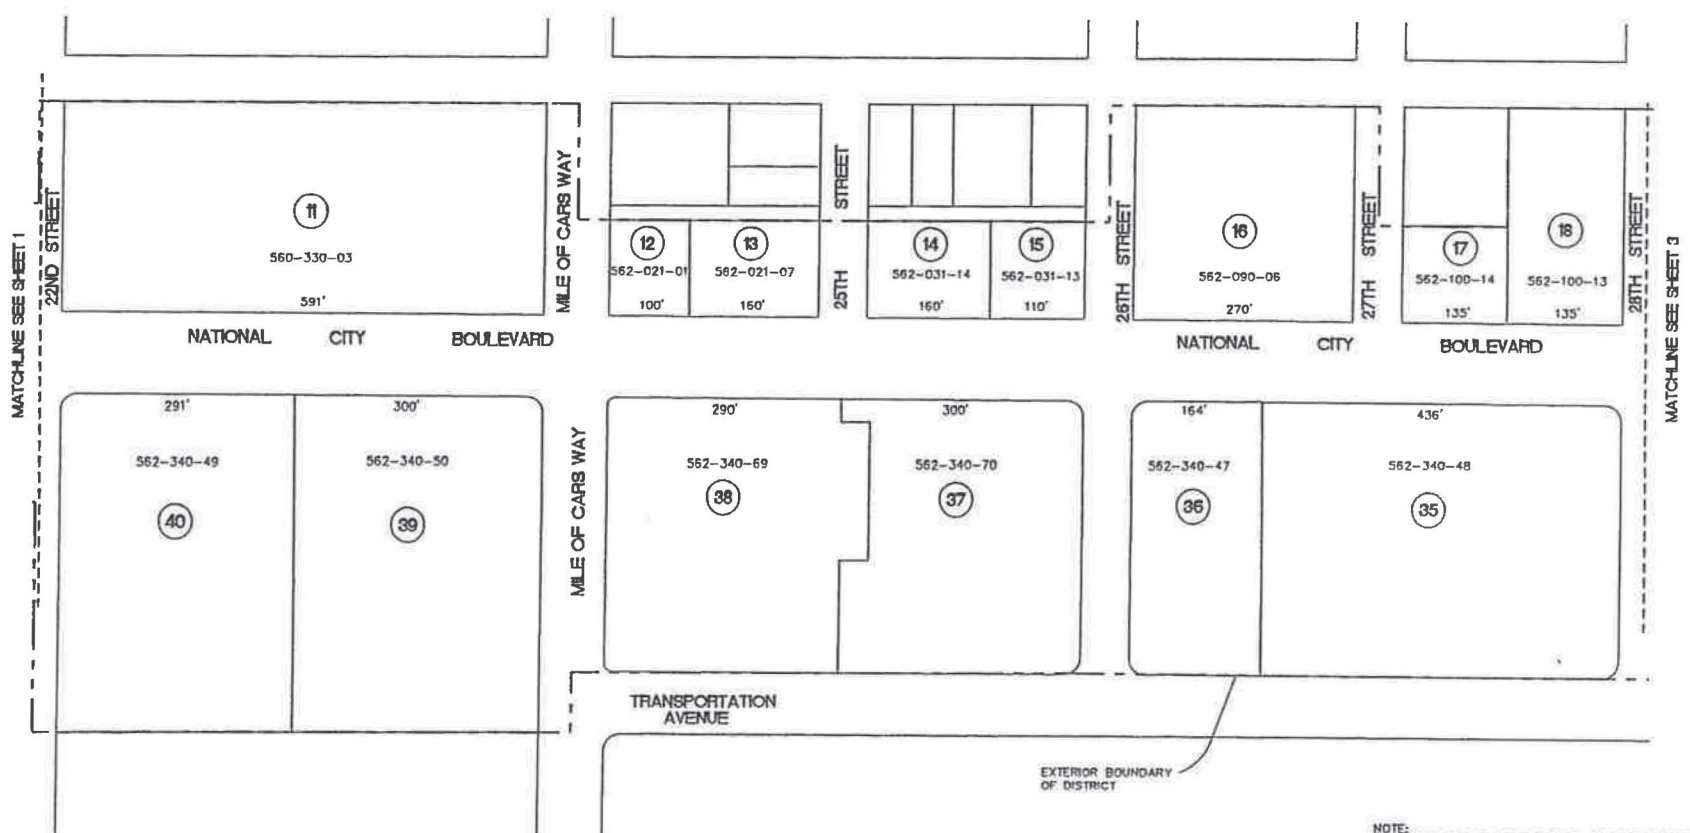 MATCHLINE SEE SHEET 1
22ND STREET
11
560-330-03
591'
MILE OF CARS WAY
12
562-021-01
100'
13
562-021-07
160'
25TH STREET
14
562-031-14
160'
15
562-031-13
110'
26TH STREET
16
562-090-06
270'
27TH STREET
17
562-100-14
135'
18
562-100-13
135'
28TH STREET
MATCHLINE SEE SHEET 3
NATIONAL CITY BOULEVARD
NATIONAL CITY BOULEVARD
291'
562-340-49
40
300'
562-340-50
39
MILE OF CARS WAY
290'
562-340-69
38
300'
562-340-70
37
164'
562-340-47
36
436'
562-340-48
35
TRANSPORTATION
AVENUE
EXTERIOR BOUNDARY
OF DISTRICT
NOTE: